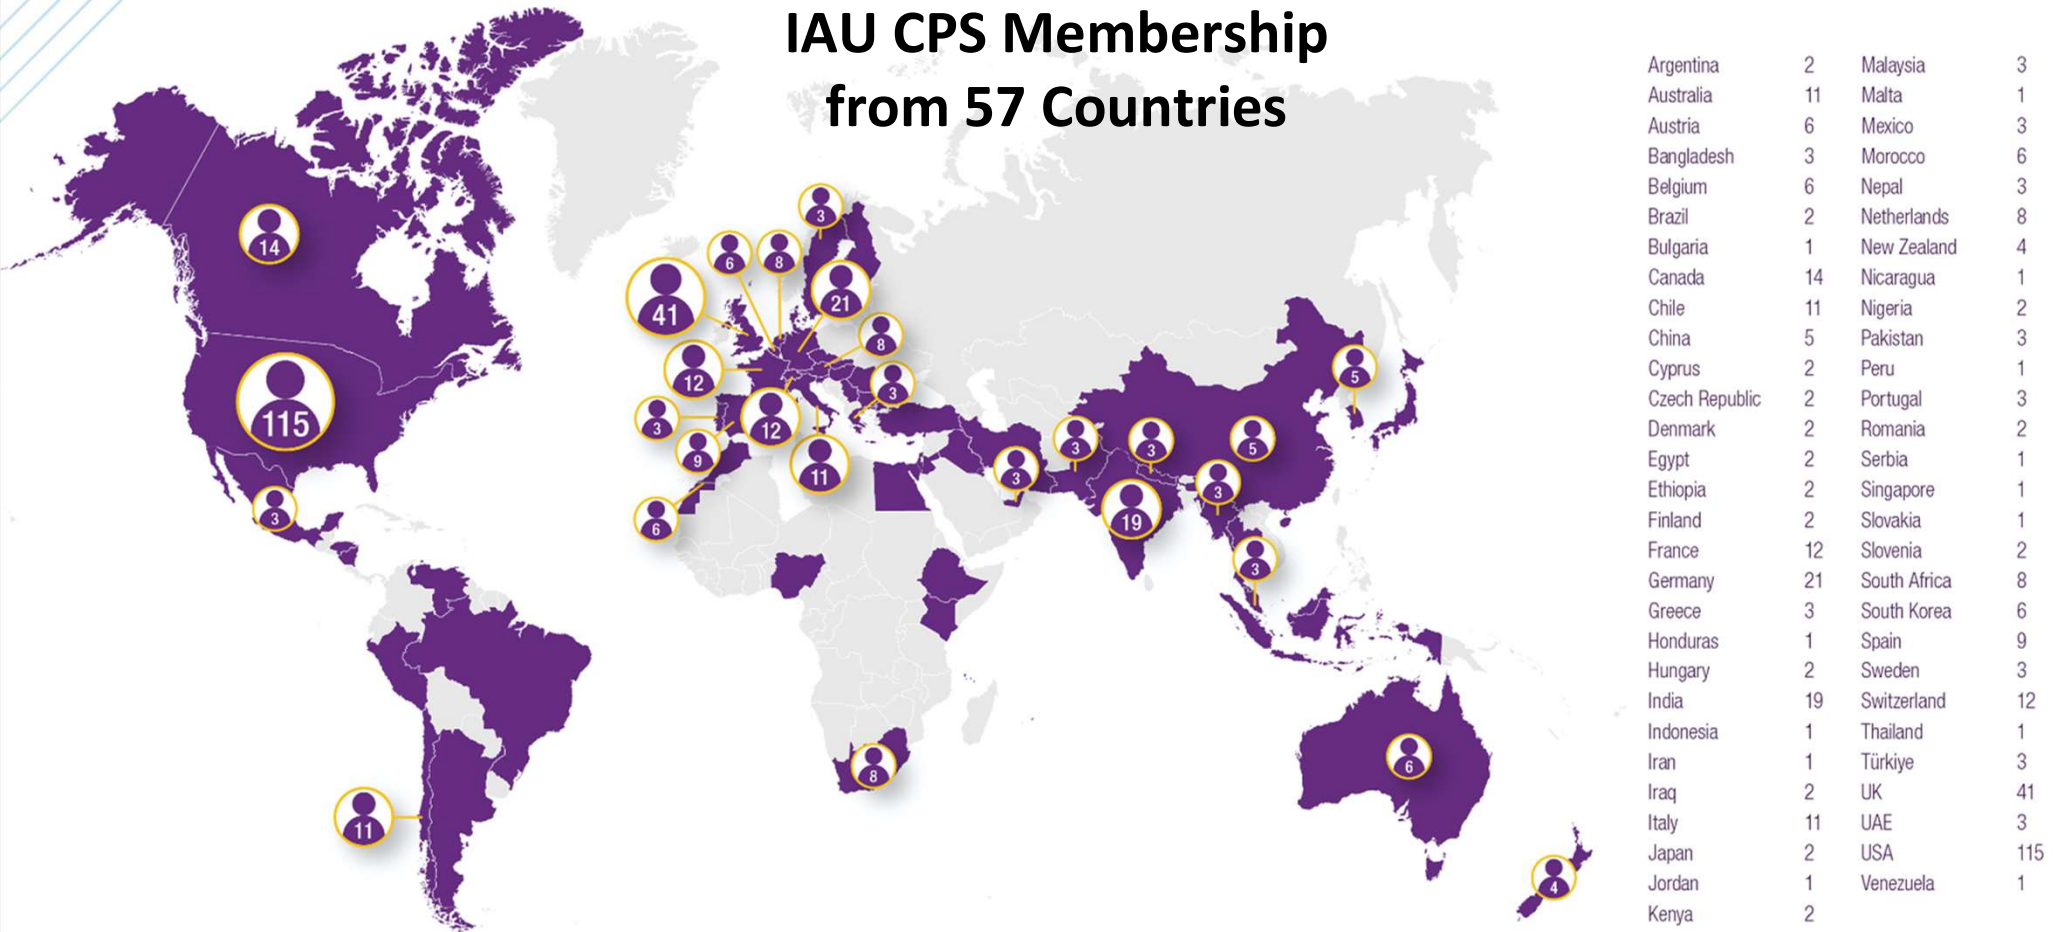 IAU CPS Membership
from 57 Countries
14
115
3
11
41
6
8
3
21
8
12
3
3
9
12
11
6
8
3
3
3
19
3
5
5
3
6
4
Argentina 2
Australia 11
Austria 6
Bangladesh 3
Belgium 6
Brazil 2
Bulgaria 1
Canada 14
Chile 11
China 5
Cyprus 2
Czech Republic 2
Denmark 2
Egypt 2
Ethiopia 2
Finland 2
France 12
Germany 21
Greece 3
Honduras 1
Hungary 2
India 19
Indonesia 1
Iran 1
Iraq 2
Italy 11
Japan 2
Jordan 1
Kenya 2
Malaysia 3
Malta 1
Mexico 3
Morocco 6
Nepal 3
Netherlands 8
New Zealand 4
Nicaragua 1
Nigeria 2
Pakistan 3
Peru 1
Portugal 3
Romania 2
Serbia 1
Singapore 1
Slovakia 1
Slovenia 2
South Africa 8
South Korea 6
Spain 9
Sweden 3
Switzerland 12
Thailand 1
Türkiye 3
UK 41
UAE 3
USA 115
Venezuela 1